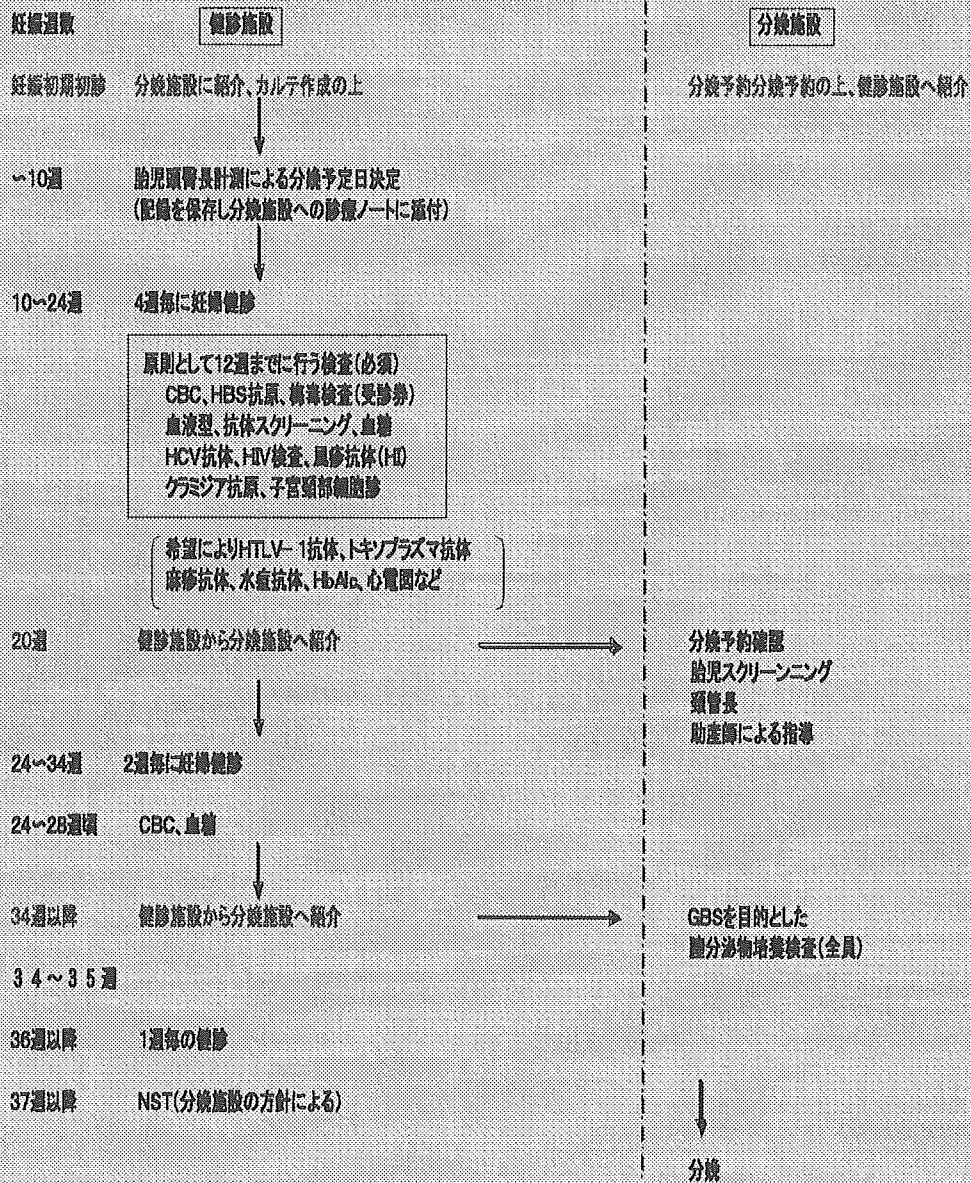 妊娠週数 健診施設 分娩施設
妊娠初期初診 分娩施設に紹介、カルテ作成の上 分娩予約分娩予約の上、健診施設へ紹介
~10週 胎児頭臀長計測による分娩予定日決定
(記録を保存し分娩施設への診療ノートに添付)
10~24週 4週毎に妊婦健診
原則として12週までに行う検査(必須)
CBC、HBS抗原、梅毒検査(受診券)
血液型、抗体スクリーニング、血糖
HCV抗体、HIV検査、風疹抗体(HI)
クラミジア抗原、子宮頸部細胞診
希望によりHTLV-1抗体、トキソプラズマ抗体
麻疹抗体、水痘抗体、HbA1c、心電図など
20週 健診施設から分娩施設へ紹介 分娩予約確認
胎児スクリーンニング
頸管長
助産師による指導
24~34週 2週毎に妊婦健診
24~28週頃 CBC、血糖
34週以降 健診施設から分娩施設へ紹介 GBSを目的とした
膣分泌物培養検査(全員)
34~35週
36週以降 1週毎の健診
37週以降 NST(分娩施設の方針による)
分娩